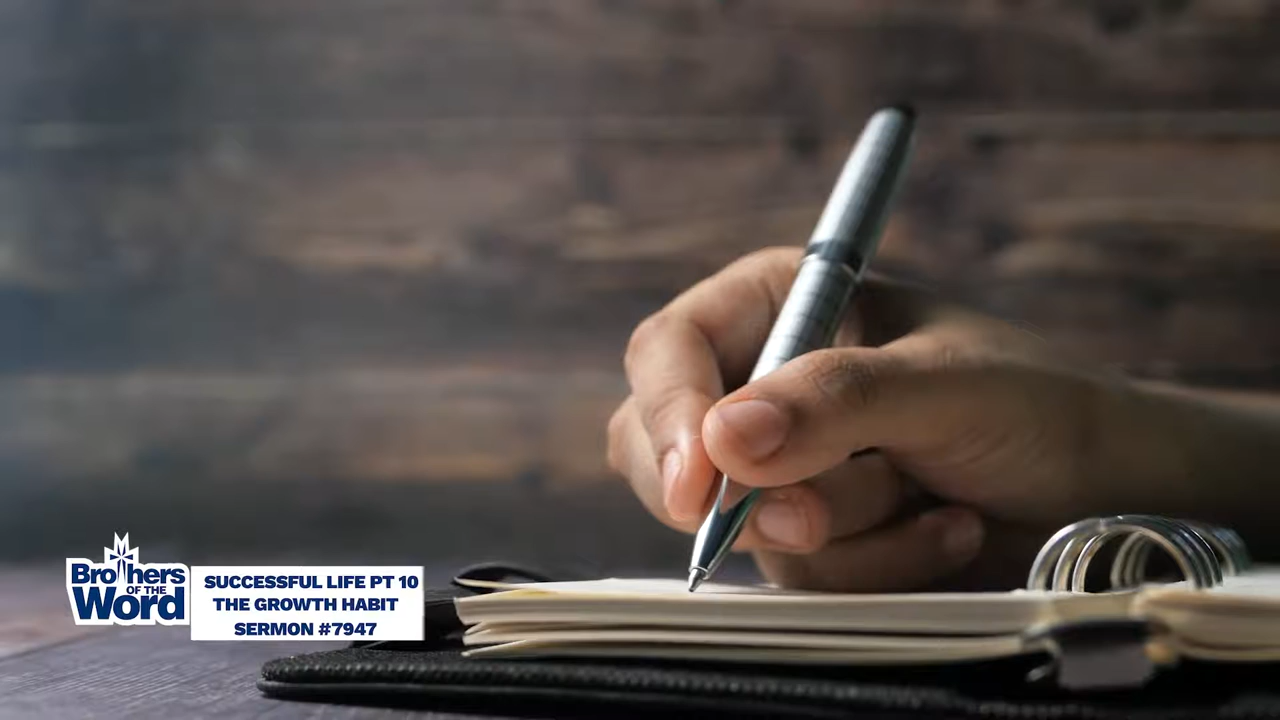 Brothers
OF THE
Word
SUCCESSFUL LIFE PT 10
THE GROWTH HABIT
SERMON #7947